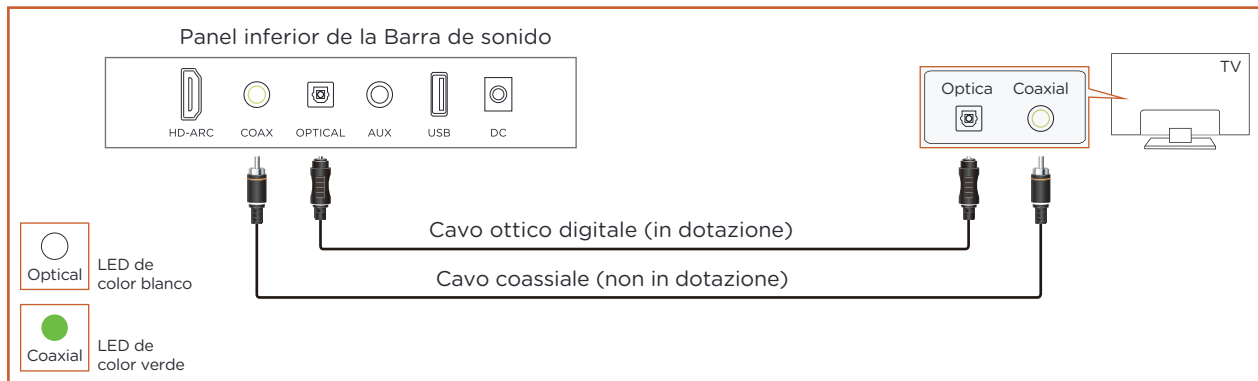 Panel inferior de la Barra de sonido
TV
Optica Coaxial
HD-ARC COAX OPTICAL AUX USB DC
Cavo ottico digitale (in dotazione)
Optical
LED de
color blanco
Cavo coassiale (non in dotazione)
Coaxial
LED de
color verde